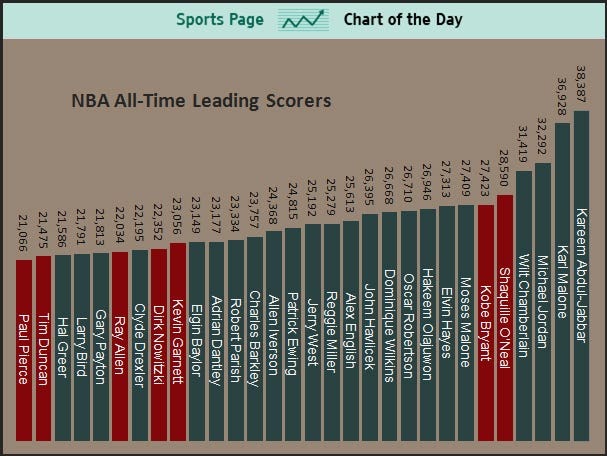 Sports Page Chart of the Day
NBA All-Time Leading Scorers
21,066
Paul Pierce
21,475
Tim Duncan
21,586
Hal Greer
21,791
Larry Bird
21,813
Gary Payton
22,034
Ray Allen
22,195
Clyde Drexler
22,352
Dirk Nowitzki
23,056
Kevin Garnett
23,149
Elgin Baylor
23,177
Adrian Dantley
23,334
Robert Parish
23,757
Charles Barkley
24,368
Allen Iverson
24,815
Patrick Ewing
25,192
Jerry West
25,279
Reggie Miller
25,613
Alex English
26,395
John Havlicek
26,668
Dominique Wilkins
26,710
Oscar Robertson
26,946
Hakeem Olajuwon
27,313
Elvin Hayes
27,409
Moses Malone
27,423
Kobe Bryant
28,590
Shaquille O'Neal
31,419
Wilt Chamberlain
32,292
Michael Jordan
36,928
Karl Malone
38,387
Kareem Abdul-Jabbar